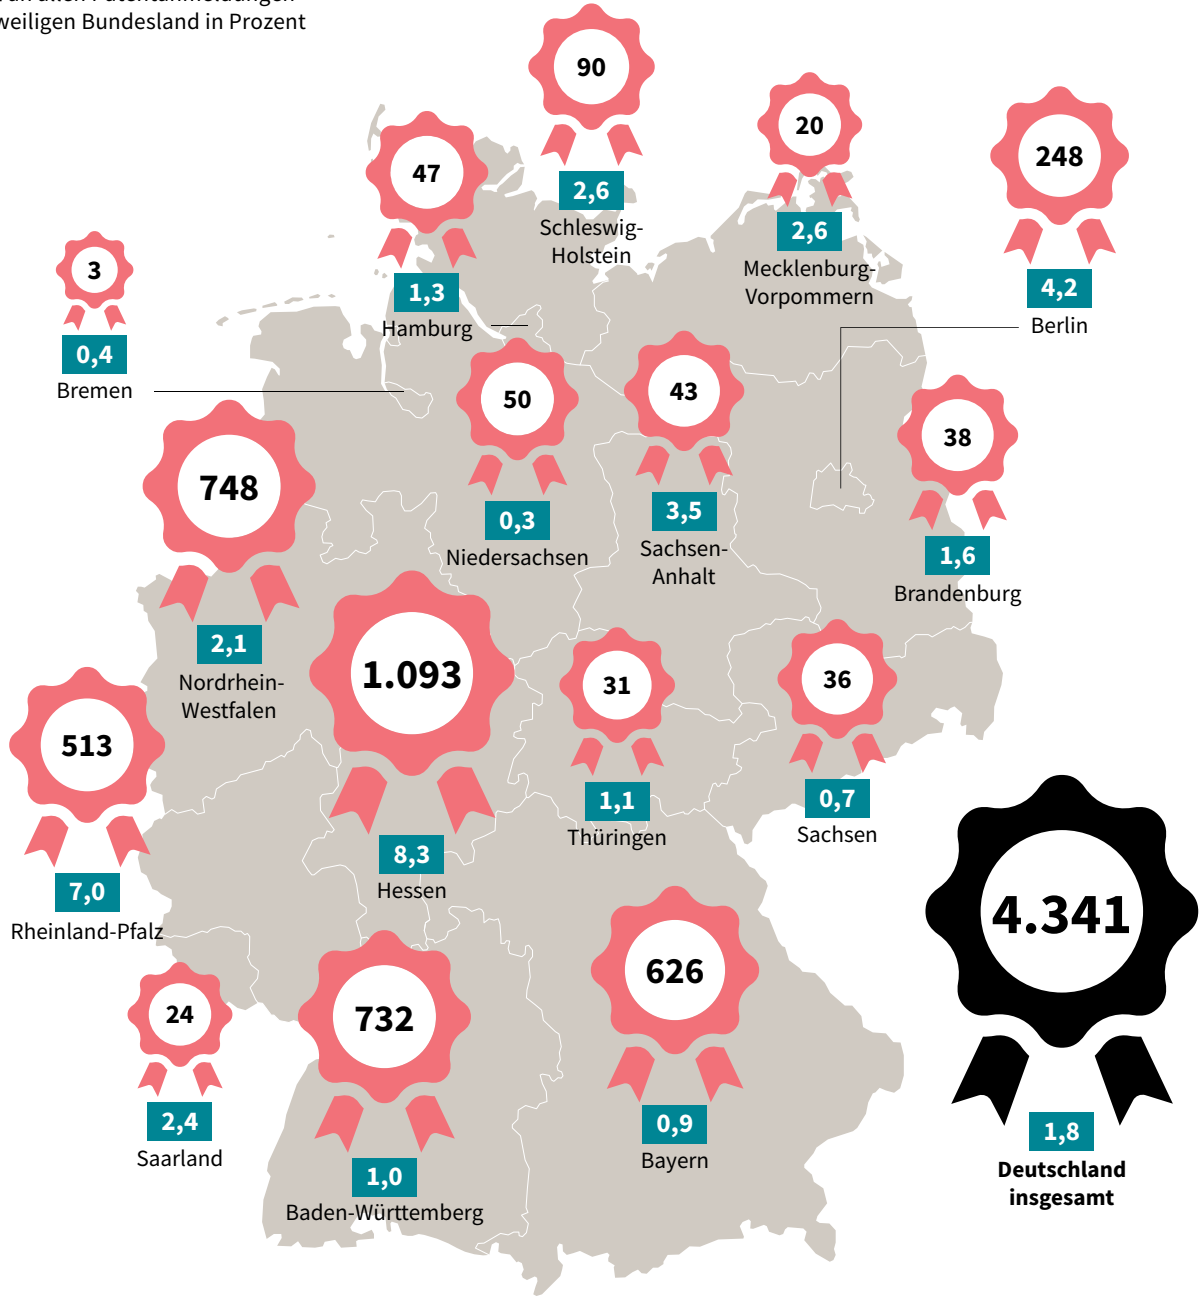 allen Patentanmeldungen
weiligen Bundesland in Prozent
90
2,6
Schleswig-
Holstein
20
2,6
Mecklenburg-
Vorpommern
248
4,2
Berlin
47
1,3
Hamburg
3
0,4
Bremen
50
0,3
Niedersachsen
43
3,5
Sachsen-
Anhalt
38
1,6
Brandenburg
748
2,1
Nordrhein-
Westfalen
1.093
8,3
Hessen
31
1,1
Thüringen
36
0,7
Sachsen
513
7,0
Rheinland-Pfalz
24
2,4
Saarland
732
1,0
Baden-Württemberg
626
0,9
Bayern
4.341
1,8
Deutschland
insgesamt